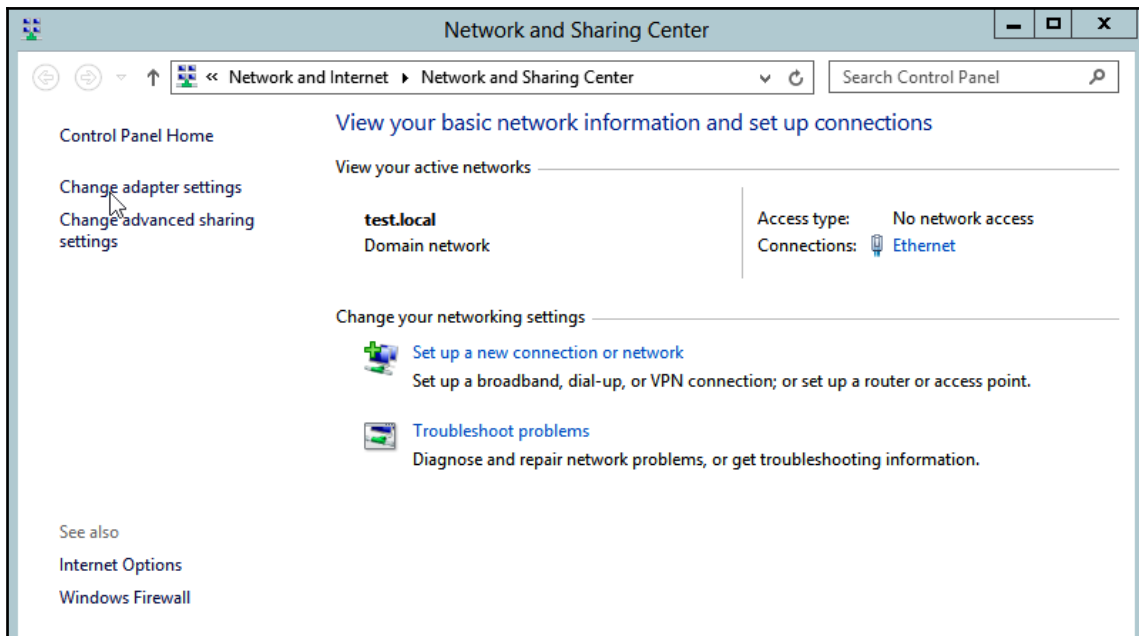 Network and Sharing Center
« Network and Internet ▸ Network and Sharing Center
Search Control Panel
Control Panel Home
Change adapter settings
Change advanced sharing
settings
View your basic network information and set up connections
View your active networks
test.local
Domain network
Access type: No network access
Connections: Ethernet
Change your networking settings
Set up a new connection or network
Set up a broadband, dial-up, or VPN connection; or set up a router or access point.
Troubleshoot problems
Diagnose and repair network problems, or get troubleshooting information.
See also
Internet Options
Windows Firewall